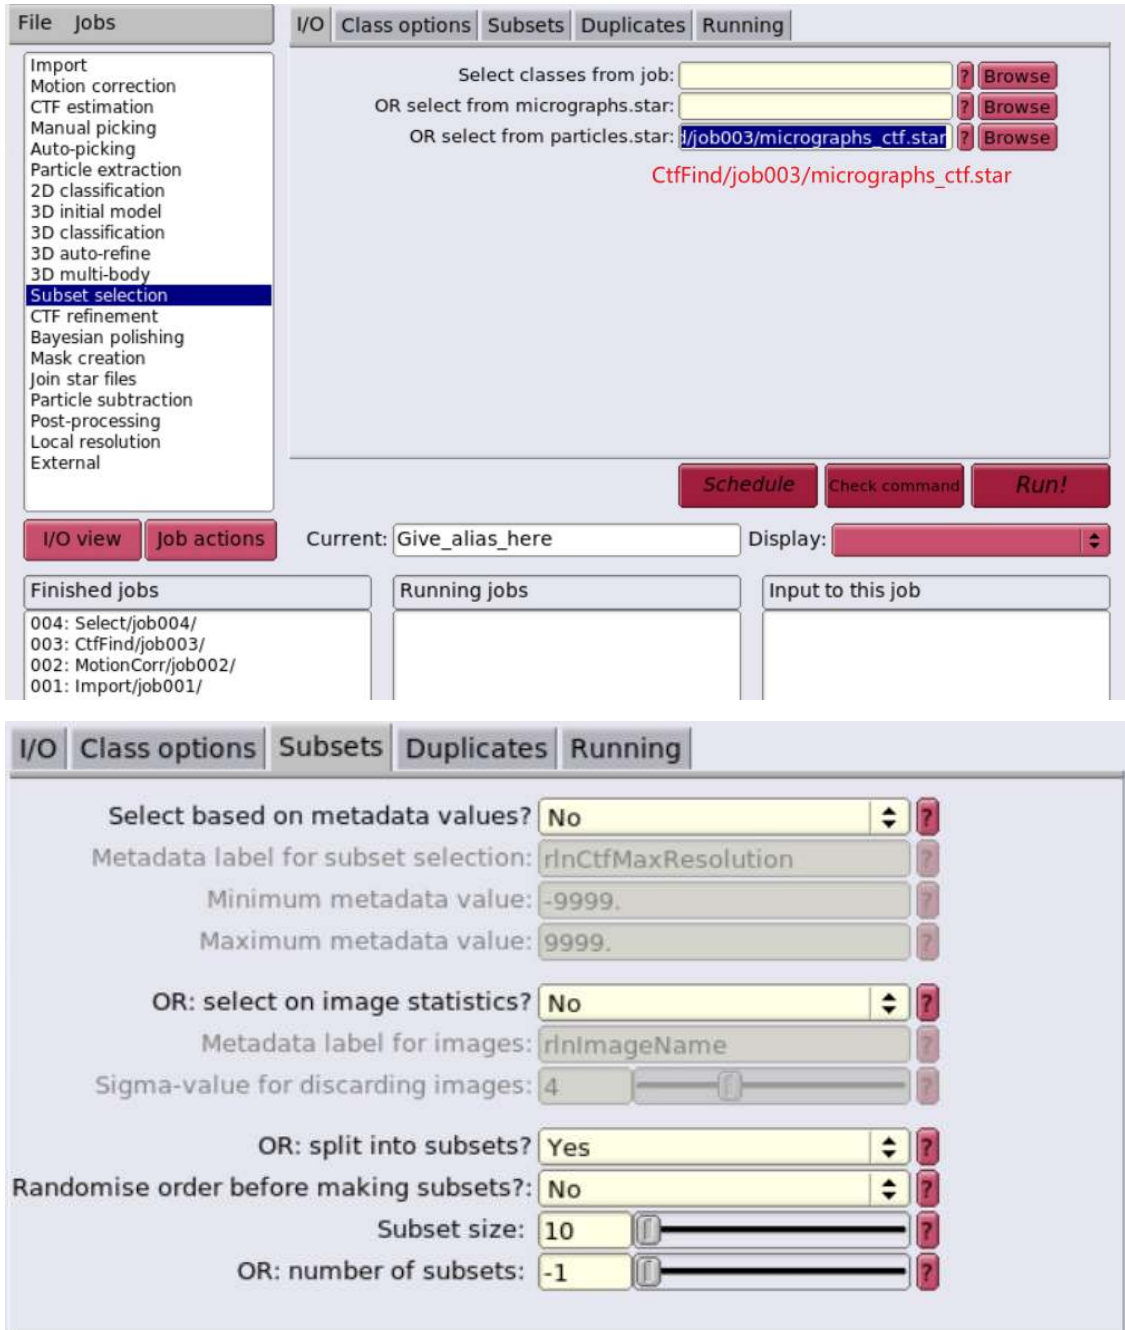 File Jobs
I/O Class options Subsets Duplicates Running
Import
Motion correction
CTF estimation
Manual picking
Auto-picking
Particle extraction
2D classification
3D initial model
3D classification
3D auto-refine
3D multi-body
Subset selection
CTF refinement
Bayesian polishing
Mask creation
Join star files
Particle subtraction
Post-processing
Local resolution
External
Select classes from job: ? Browse
OR select from micrographs.star: ? Browse
OR select from particles.star: /job003/micrographs_ctf.star ? Browse
CtfFind/job003/micrographs_ctf.star
Schedule Check command Run!
I/O view Job actions Current: Give_alias_here Display:
Finished jobs
004: Select/job004/
003: CtfFind/job003/
002: MotionCorr/job002/
001: Import/job001/
Running jobs
Input to this job
I/O Class options Subsets Duplicates Running
Select based on metadata values? No ?
Metadata label for subset selection: rlnCtfMaxResolution ?
Minimum metadata value: -9999. ?
Maximum metadata value: 9999. ?
OR: select on image statistics? No ?
Metadata label for images: rlnImageName ?
Sigma-value for discarding images: 4 ?
OR: split into subsets? Yes ?
Randomise order before making subsets?: No ?
Subset size: 10 ?
OR: number of subsets: -1 ?